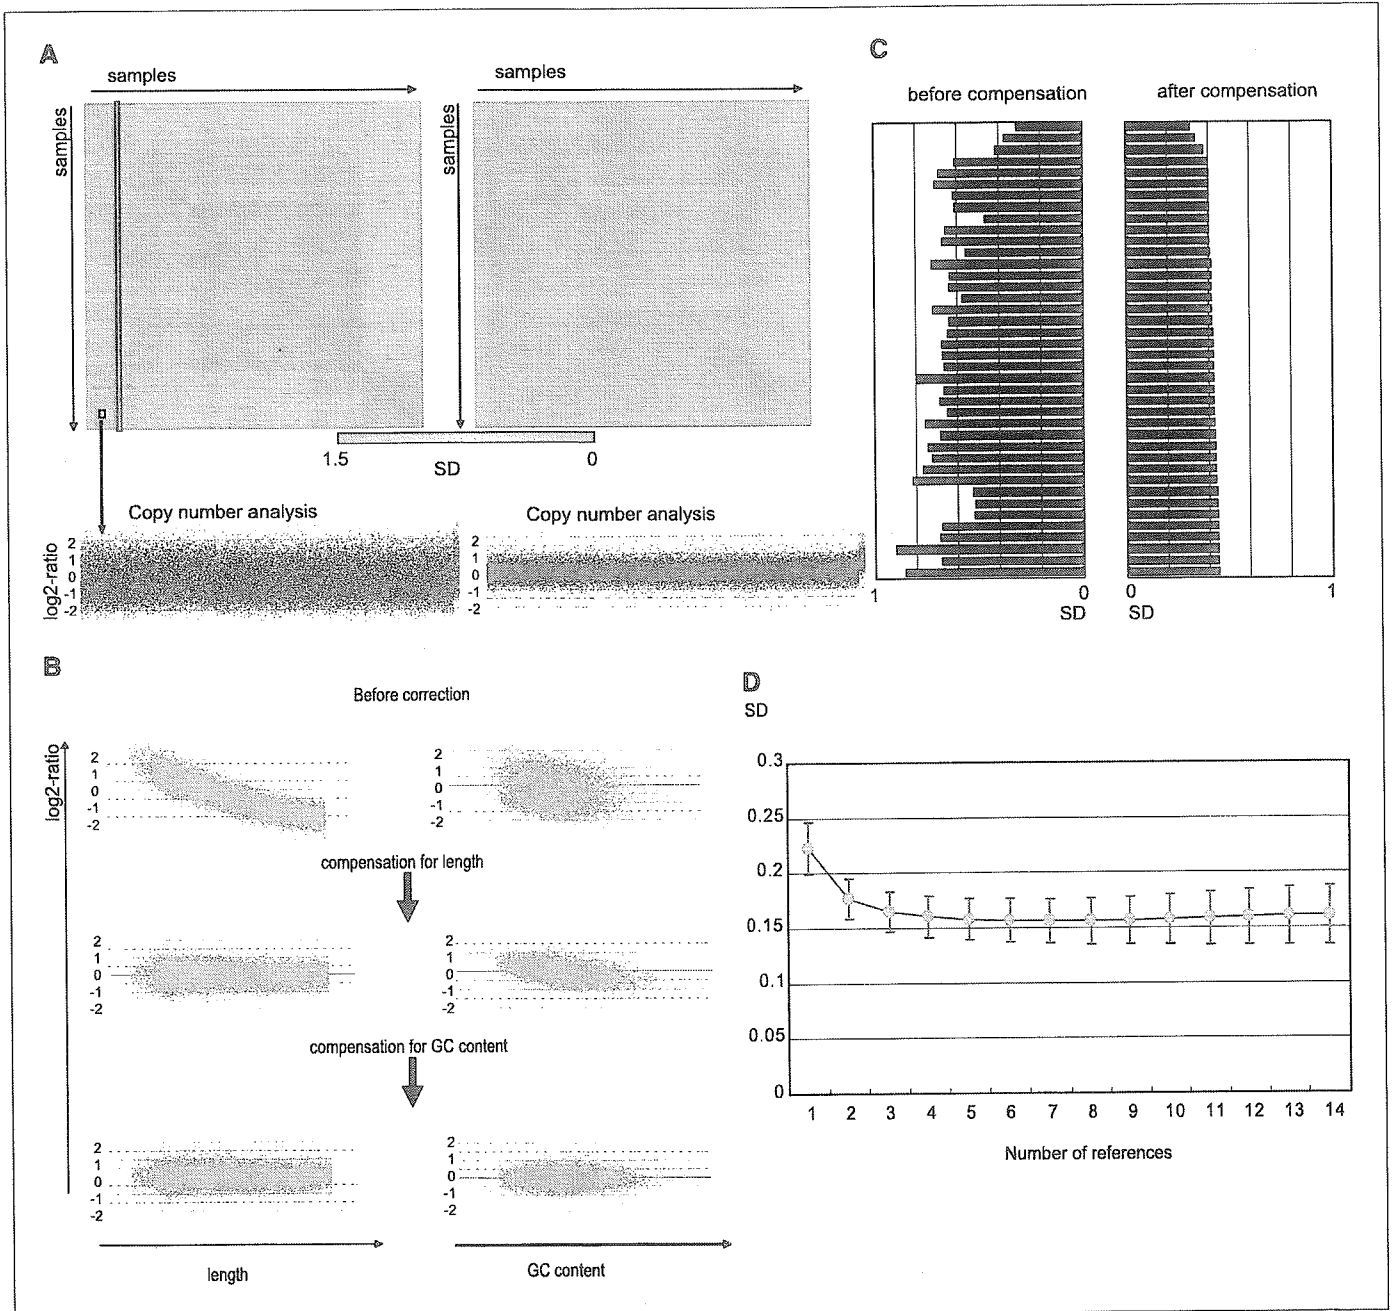 A
samples
samples
samples
samples
1.5
SD
0
Copy number analysis
log2-ratio
2
1
0
-1
-2
Copy number analysis
2
1
0
-1
-2
C
before compensation
after compensation
1
0
SD
0
SD
1
B
Before correction
log2-ratio
2
1
0
-1
-2
2
1
0
-1
-2
compensation for length
2
1
0
-1
-2
2
1
0
-1
-2
compensation for GC content
2
1
0
-1
-2
2
1
0
-1
-2
length
GC content
D
SD
0.3
0.25
0.2
0.15
0.1
0.05
0
1 2 3 4 5 6 7 8 9 10 11 12 13 14
Number of references